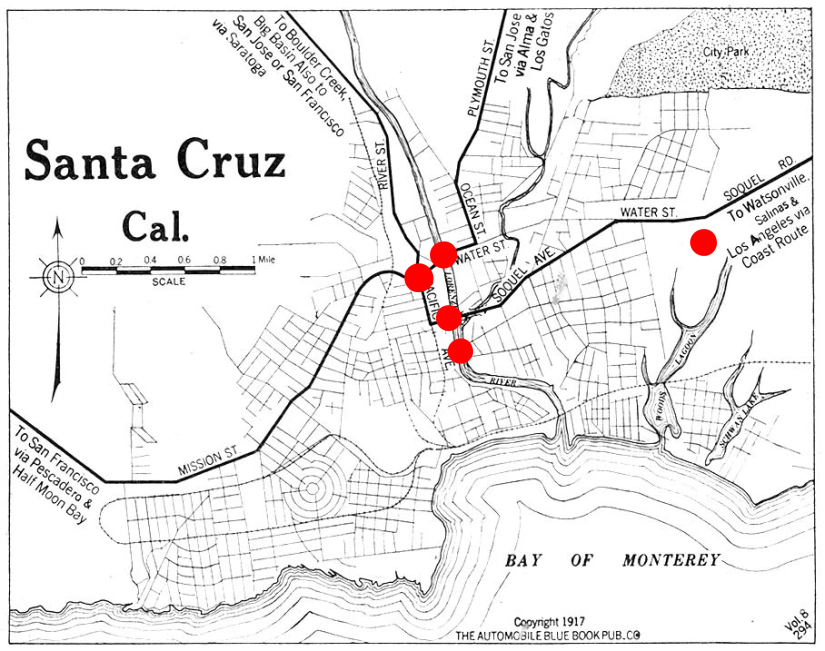 To Boulder Creek,
Big Basin Also to
San Jose or San Francisco
via Saratoga
PLYMOUTH ST.
To San Jose
via Alma &
Los Gatos
City Park
Santa Cruz
Cal.
RIVER ST.
OCEAN ST.
WATER ST.
SOQUEL AVE.
WATER ST.
SOQUEL RD.
To Watsonville,
Salinas &
Los Angeles via
Coast Route
N
0 0.2 0.4 0.6 0.8 1 Mile
SCALE
AVE.
RIVER
WOODS
LAGOON
SCHWAN LAKE
MISSION ST
To San Francisco
via Pescadero &
Half Moon Bay
BAY OF MONTEREY
Copyright 1917
THE AUTOMOBILE BLUE BOOK PUB. CO
Vol. 8
294